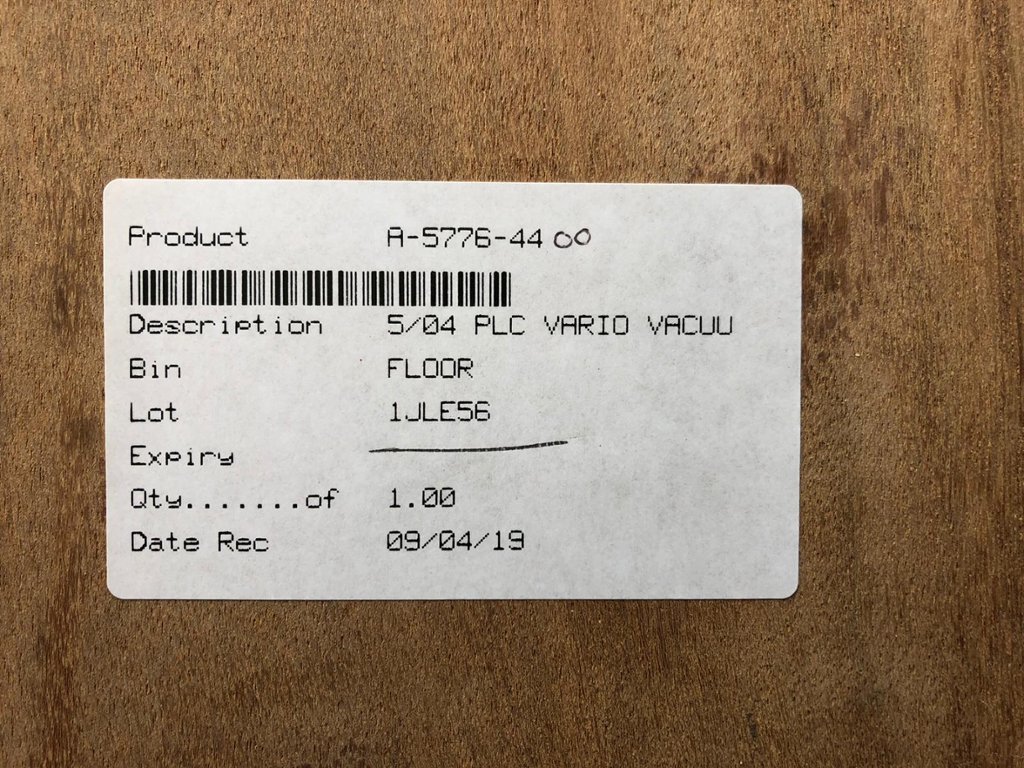 Product A-5776-44 00
Description 5/04 PLC VARIO VACUU
Bin FLOOR
Lot 1JLE56
Expiry
Qty.......of 1.00
Date Rec 09/04/19